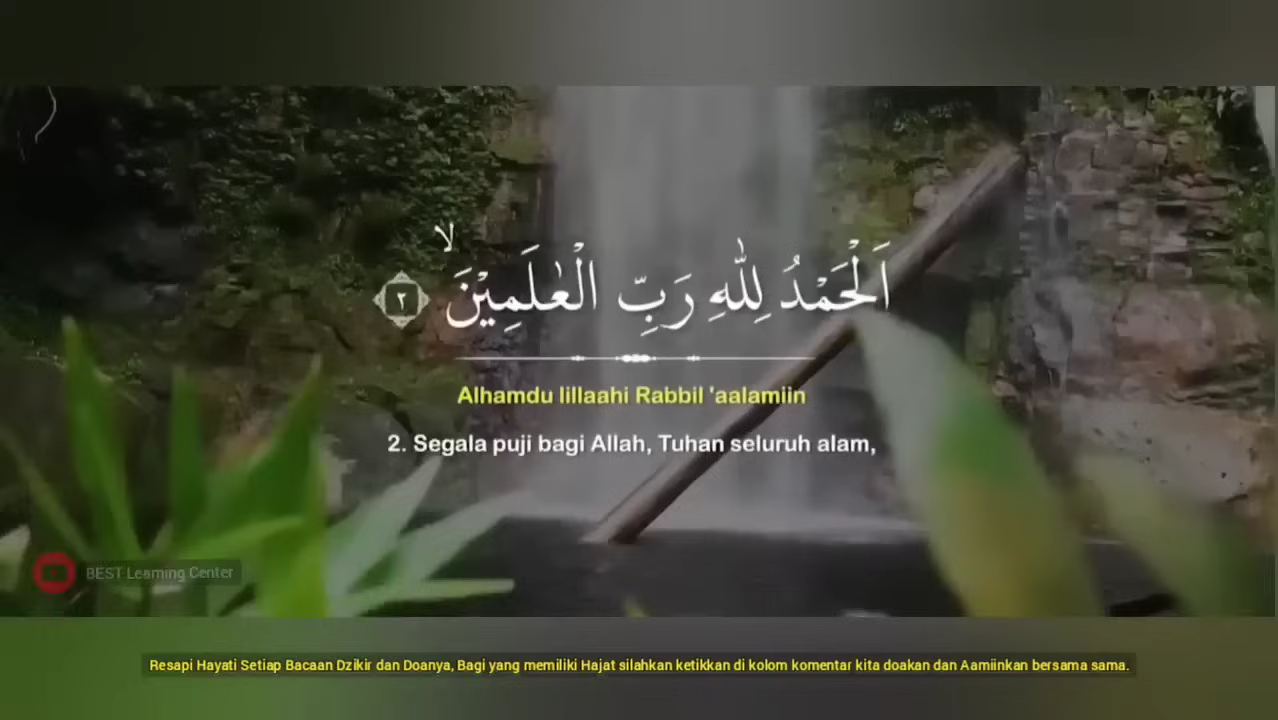 اَلْحَمْدُ لِلّٰهِ رَبِّ الْعٰلَمِيْنَۙ ٢
Alhamdu lillaahi Rabbil 'aalamiin
2. Segala puji bagi Allah, Tuhan seluruh alam,
BEST Learning Center
Resapi Hayati Setiap Bacaan Dzikir dan Doanya, Bagi yang memiliki Hajat silahkan ketikkan di kolom komentar kita doakan dan Aamiinkan bersama sama.